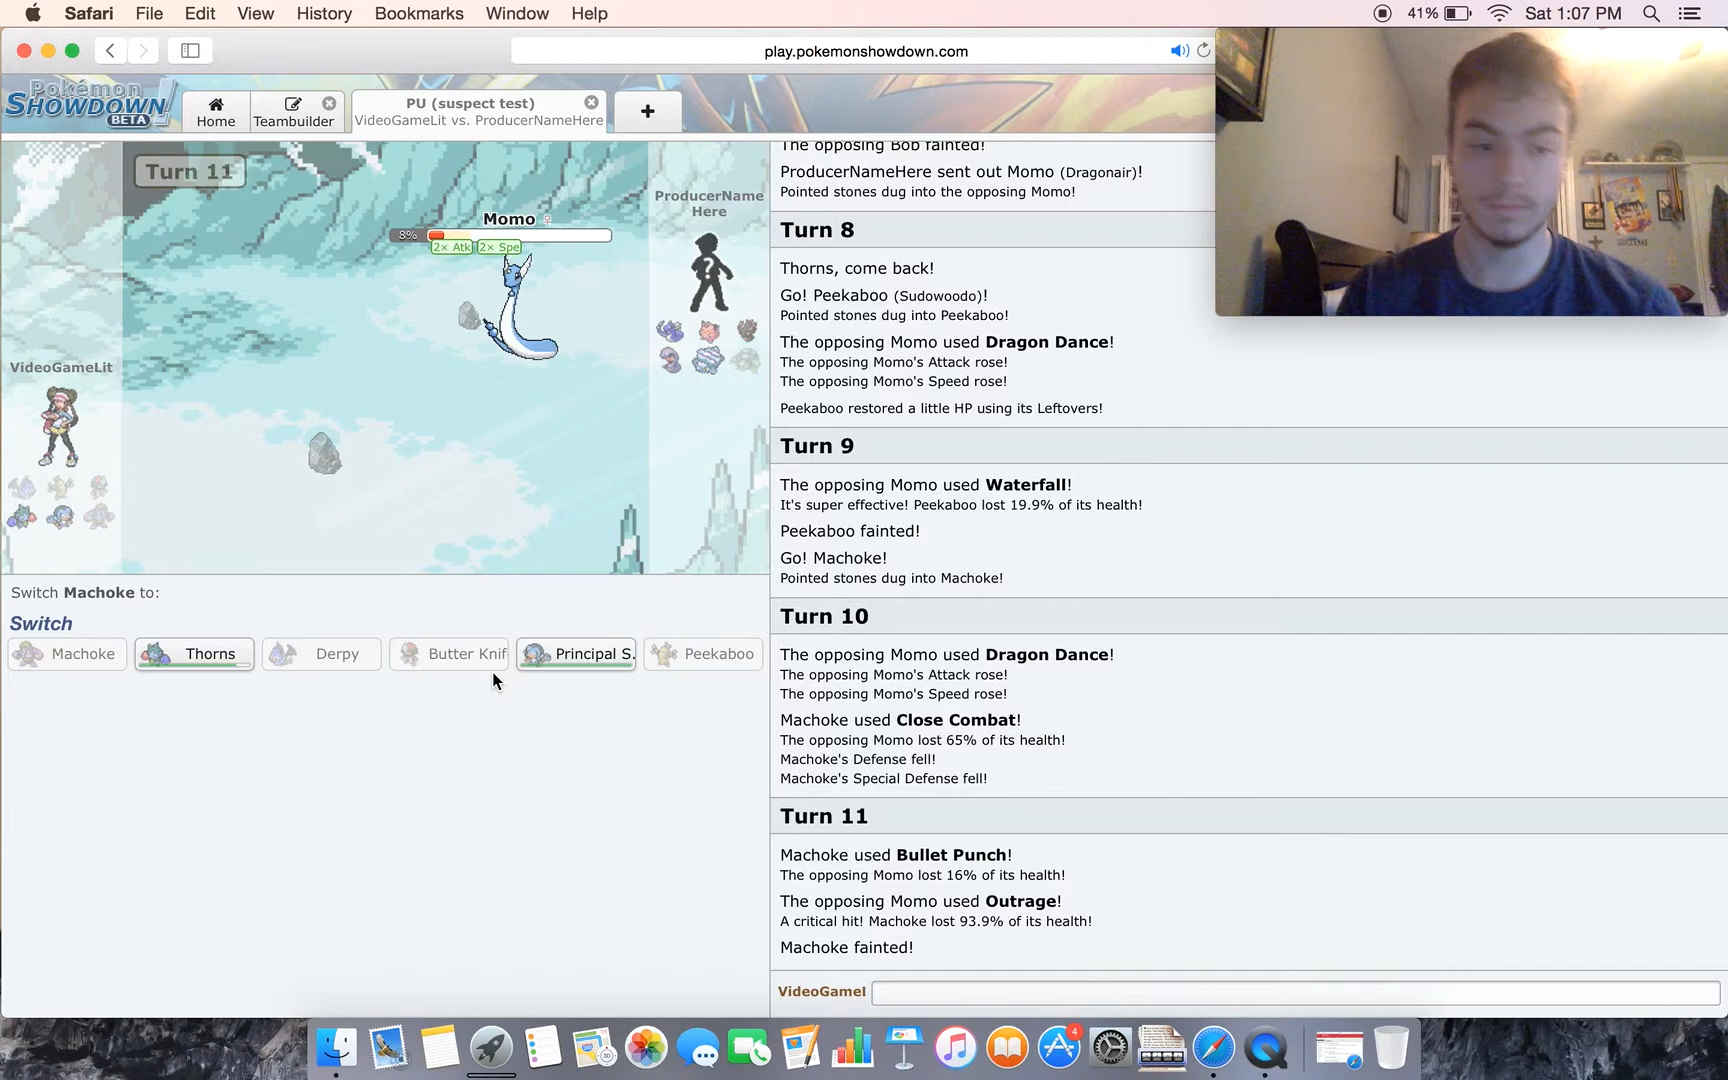 Safari File Edit View History Bookmarks Window Help 41% Sat 1:07 PM
play.pokemonshowdown.com
Pokémon
SHOWDOWN!
BETA
Home
Teambuilder
PU (suspect test)
VideoGameLit vs. ProducerNameHere
+
Turn 11
Momo
8%
2× Atk 2× Spe
ProducerName
Here
?
VideoGameLit
Switch Machoke to:
Switch
Machoke Thorns Derpy Butter Knif Principal S. Peekaboo
The opposing Bob fainted!
ProducerNameHere sent out Momo (Dragonair)!
Pointed stones dug into the opposing Momo!
Turn 8
Thorns, come back!
Go! Peekaboo (Sudowoodo)!
Pointed stones dug into Peekaboo!
The opposing Momo used Dragon Dance!
The opposing Momo's Attack rose!
The opposing Momo's Speed rose!
Peekaboo restored a little HP using its Leftovers!
Turn 9
The opposing Momo used Waterfall!
It's super effective! Peekaboo lost 19.9% of its health!
Peekaboo fainted!
Go! Machoke!
Pointed stones dug into Machoke!
Turn 10
The opposing Momo used Dragon Dance!
The opposing Momo's Attack rose!
The opposing Momo's Speed rose!
Machoke used Close Combat!
The opposing Momo lost 65% of its health!
Machoke's Defense fell!
Machoke's Special Defense fell!
Turn 11
Machoke used Bullet Punch!
The opposing Momo lost 16% of its health!
The opposing Momo used Outrage!
A critical hit! Machoke lost 93.9% of its health!
Machoke fainted!
VideoGamel
4